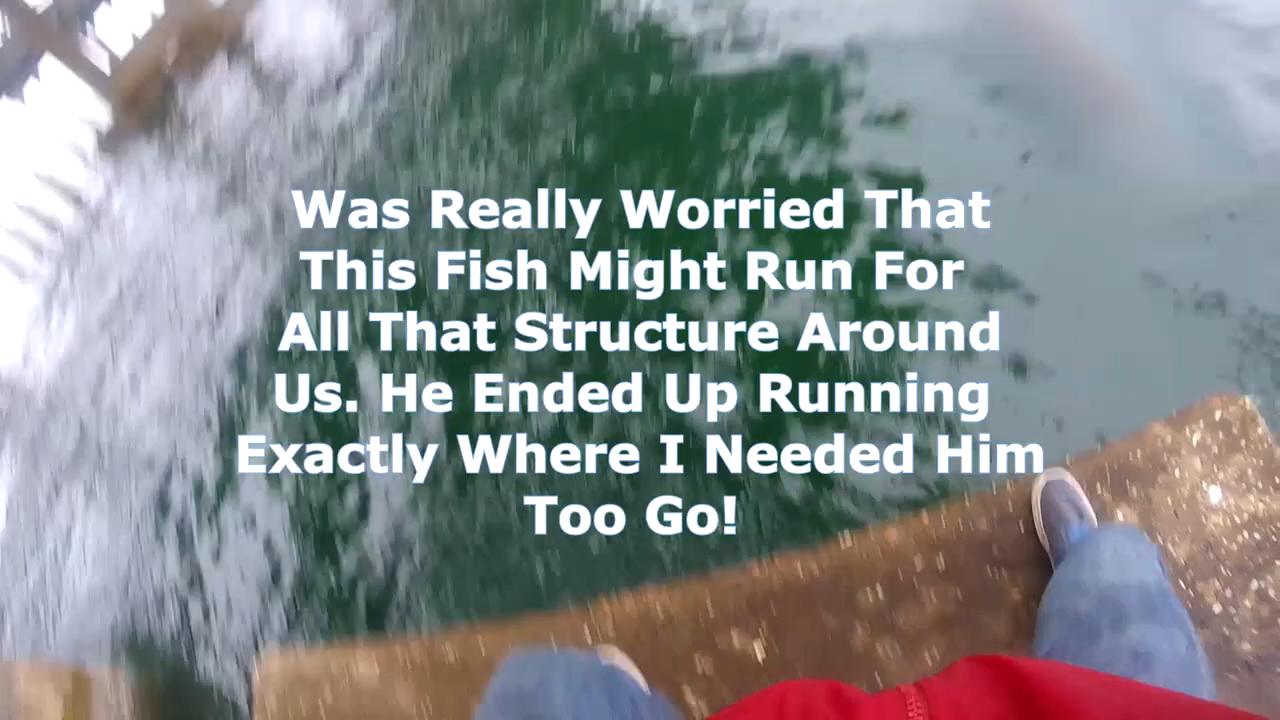 Was Really Worried That
This Fish Might Run For
All That Structure Around
Us. He Ended Up Running
Exactly Where I Needed Him
Too Go!